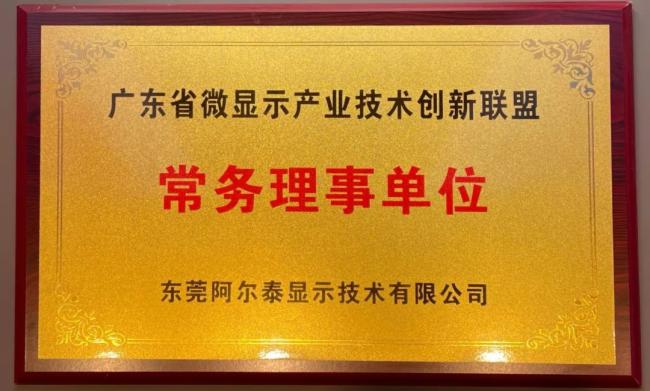 广东省微显示产业技术创新联盟
常务理事单位
东莞阿尔泰显示技术有限公司